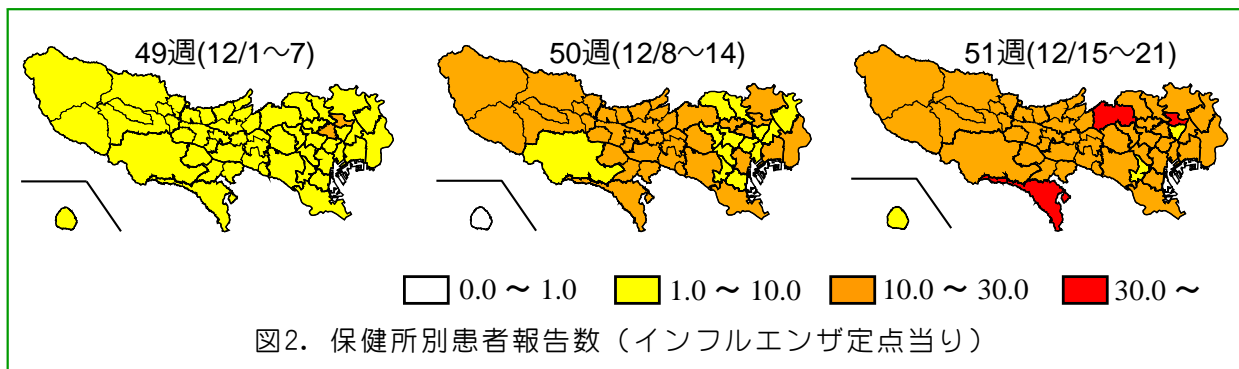 49週(12/1～7)
50週(12/8～14)
51週(12/15～21)
0.0 ～ 1.0
1.0 ～ 10.0
10.0 ～ 30.0
30.0 ～
図2. 保健所別患者報告数（インフルエンザ定点当り）